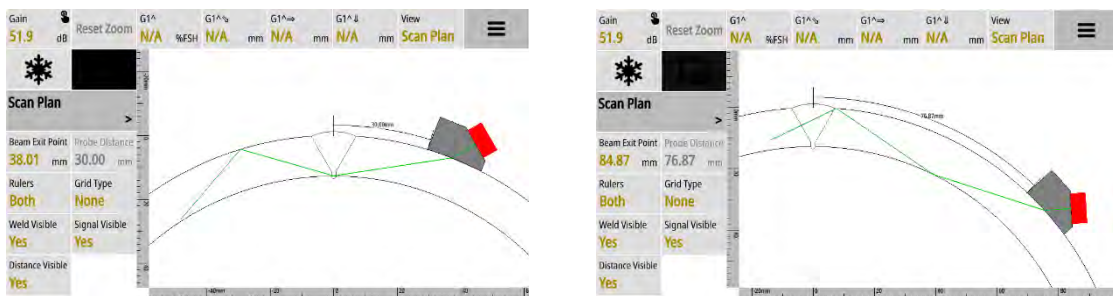 Gain
51.9 dB
Reset Zoom
G1^
N/A %FSH
G1^
N/A mm
G1^⇒
N/A mm
G1^⇓
N/A mm
View
Scan Plan
Scan Plan
>
Beam Exit Point
38.01 mm
Probe Distance
30.00 mm
Rulers
Both
Grid Type
None
Weld Visible
Yes
Signal Visible
Yes
Distance Visible
Yes
Gain
51.9 dB
Reset Zoom
G1^
N/A %FSH
G1^
N/A mm
G1^⇒
N/A mm
G1^⇓
N/A mm
View
Scan Plan
76.87mm
Scan Plan
>
Beam Exit Point
84.87 mm
Probe Distance
76.87 mm
Rulers
Both
Grid Type
None
Weld Visible
Yes
Signal Visible
Yes
Distance Visible
Yes